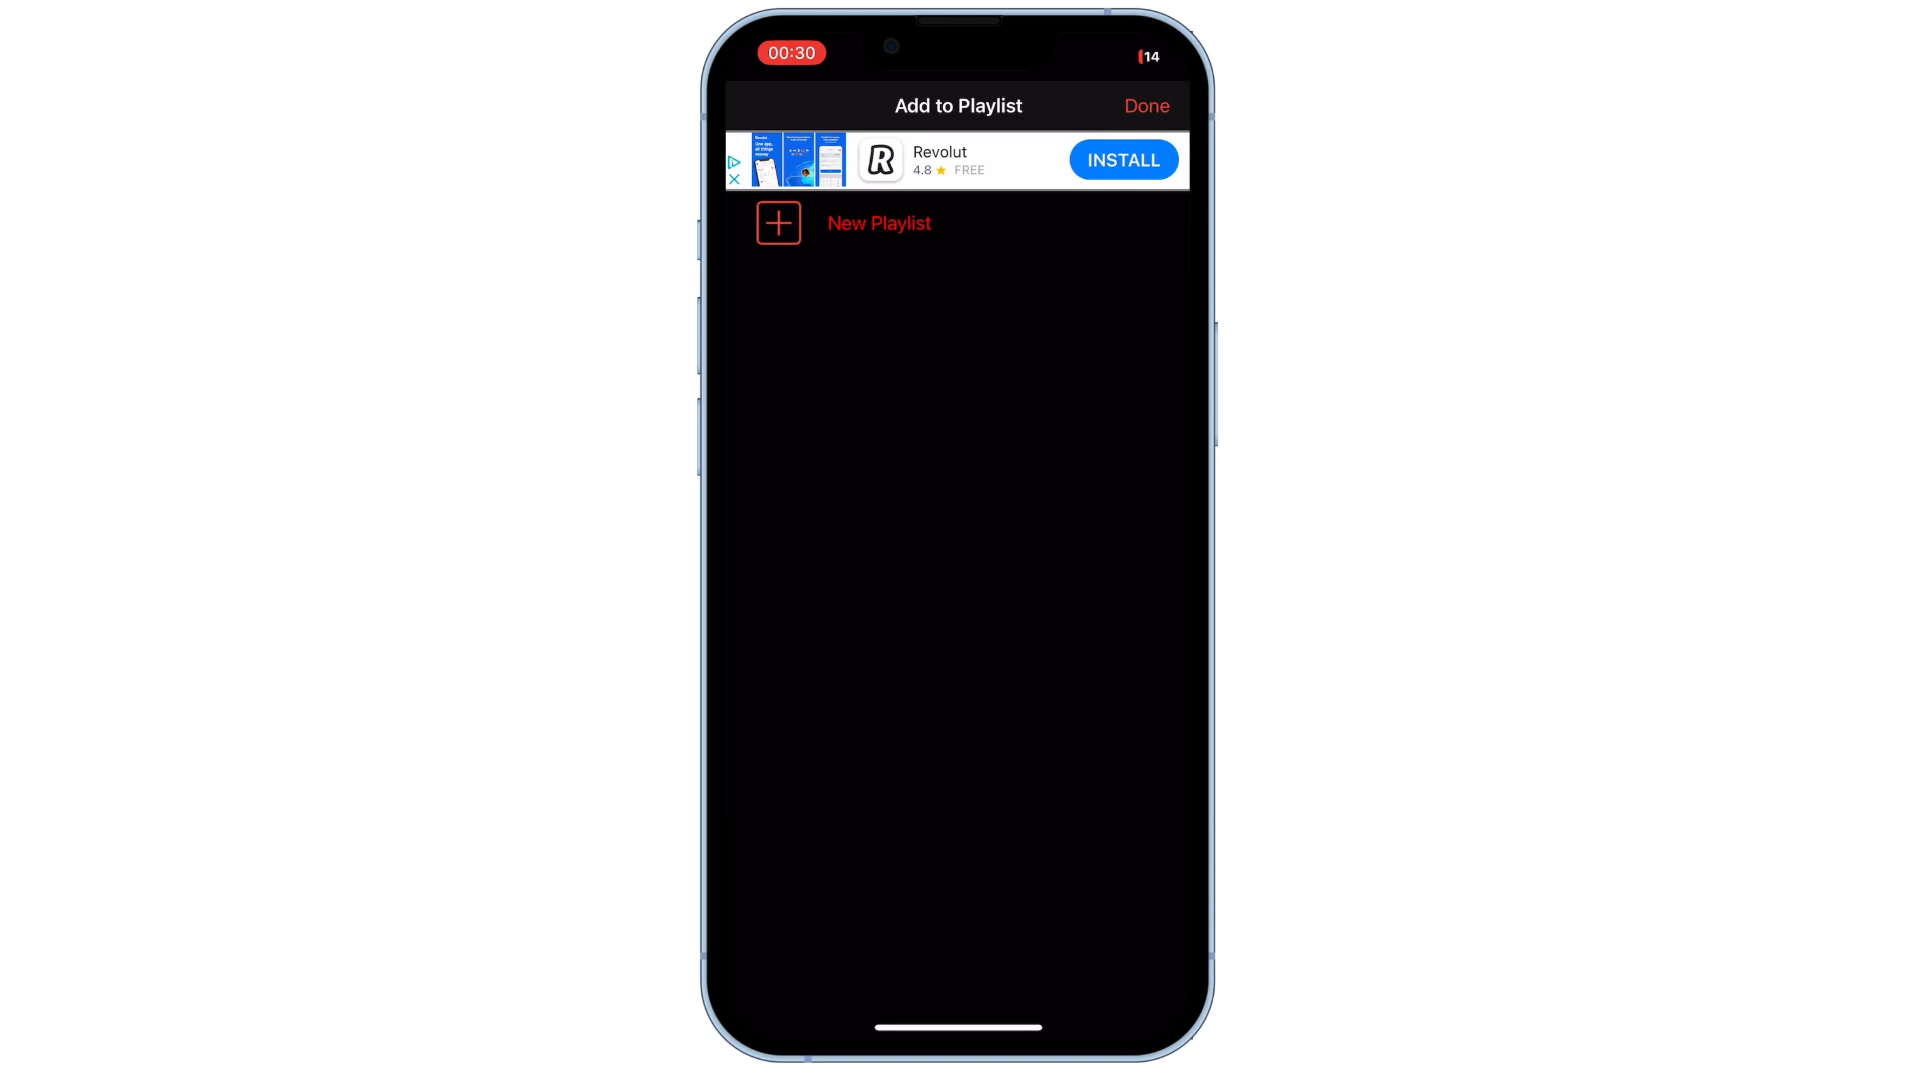 00:30
14
Add to Playlist
Done
Revolut
4.8 ★ FREE
INSTALL
New Playlist